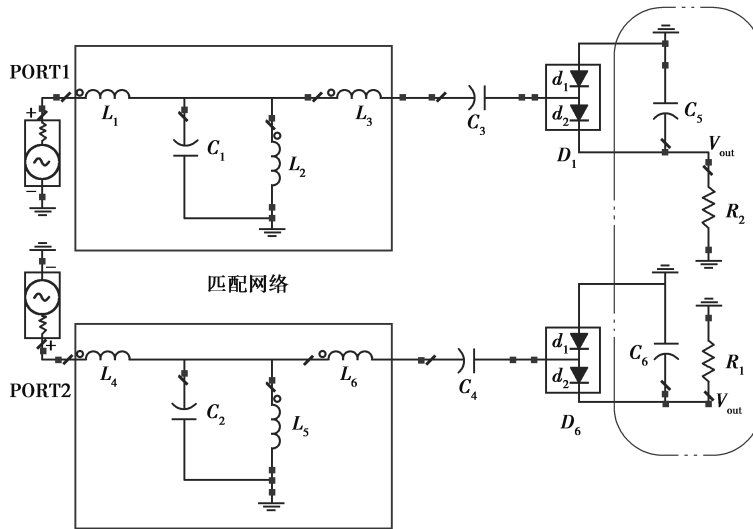 PORT1
+
−
L1
C1
L2
L3
C3
d1
d2
D1
C5
Vout
R2
匹配网络
−
+
PORT2
L4
C2
L5
L6
C4
d1
d2
D6
C6
R1
Vout